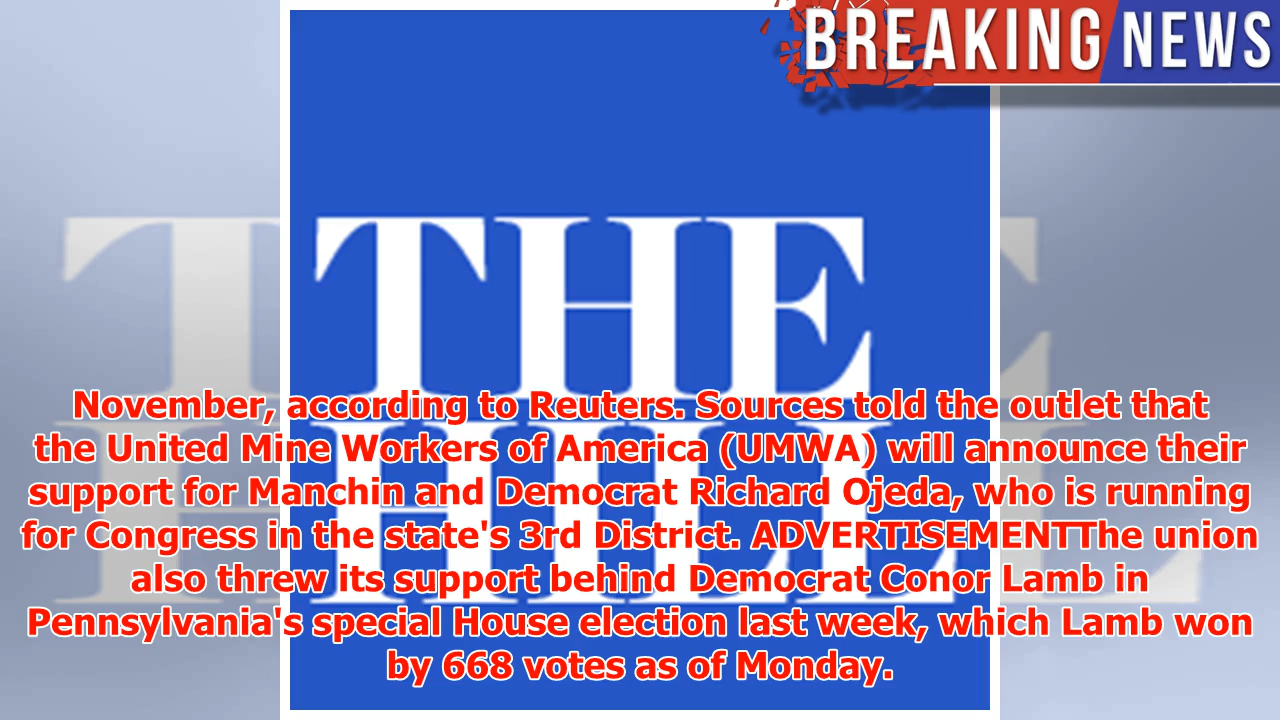 BREAKING NEWS
THE
HILL
November, according to Reuters. Sources told the outlet that
the United Mine Workers of America (UMWA) will announce their
support for Manchin and Democrat Richard Ojeda, who is running
for Congress in the state's 3rd District. ADVERTISEMENTThe union
also threw its support behind Democrat Conor Lamb in
Pennsylvania's special House election last week, which Lamb won
by 668 votes as of Monday.